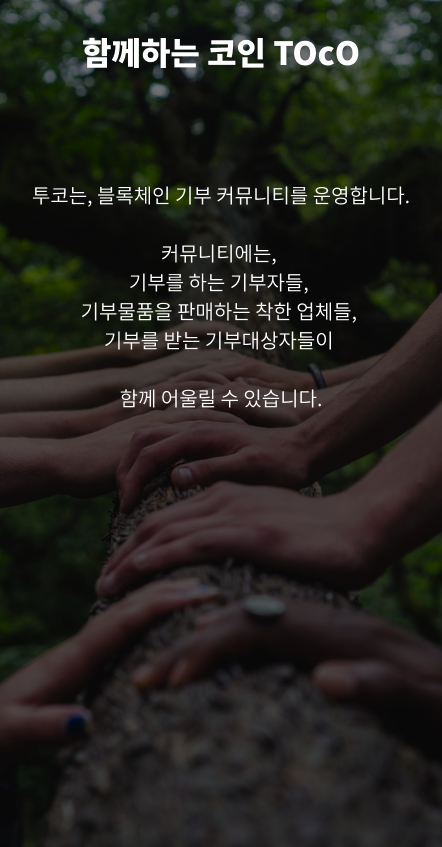 함께하는 코인 TOcO
투코는, 블록체인 기부 커뮤니티를 운영합니다.
커뮤니티에는,
기부를 하는 기부자들,
기부물품을 판매하는 착한 업체들,
기부를 받는 기부대상자들이
함께 어울릴 수 있습니다.